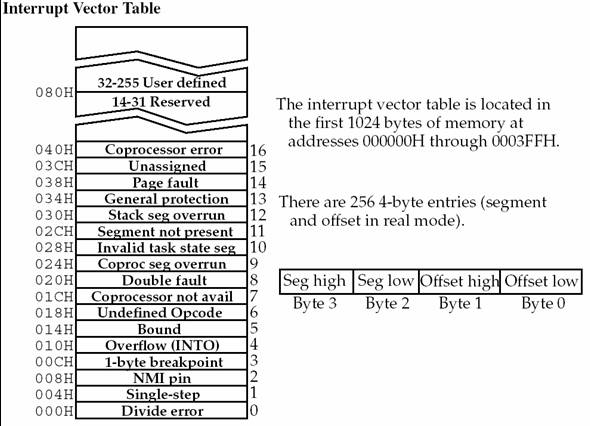 Interrupt Vector Table
32-255 User defined
080H
14-31 Reserved
040H Coprocessor error 16
03CH Unassigned 15
038H Page fault 14
034H General protection 13
030H Stack seg overrun 12
02CH Segment not present 11
028H Invalid task state seg 10
024H Coproc seg overrun 9
020H Double fault 8
01CH Coprocessor not avail 7
018H Undefined Opcode 6
014H Bound 5
010H Overflow (INTO) 4
00CH 1-byte breakpoint 3
008H NMI pin 2
004H Single-step 1
000H Divide error 0
The interrupt vector table is located in
the first 1024 bytes of memory at
addresses 000000H through 0003FFH.
There are 256 4-byte entries (segment
and offset in real mode).
Seg high Seg low Offset high Offset low
Byte 3 Byte 2 Byte 1 Byte 0